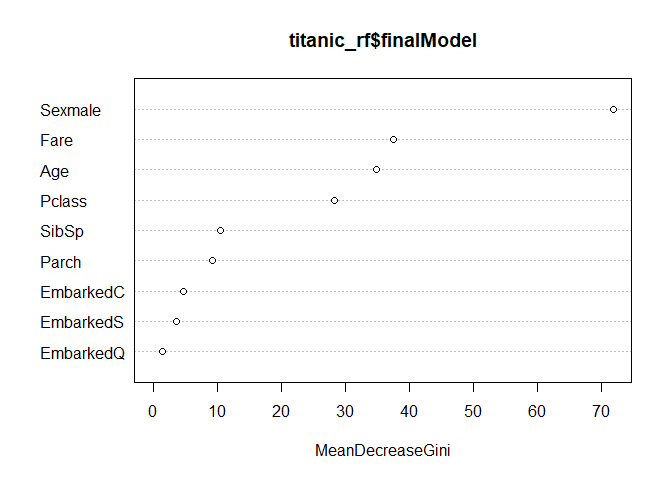 titanic_rf$finalModel
Sexmale
Fare
Age
Pclass
SibSp
Parch
EmbarkedC
EmbarkedS
EmbarkedQ
0 10 20 30 40 50 60 70
MeanDecreaseGini